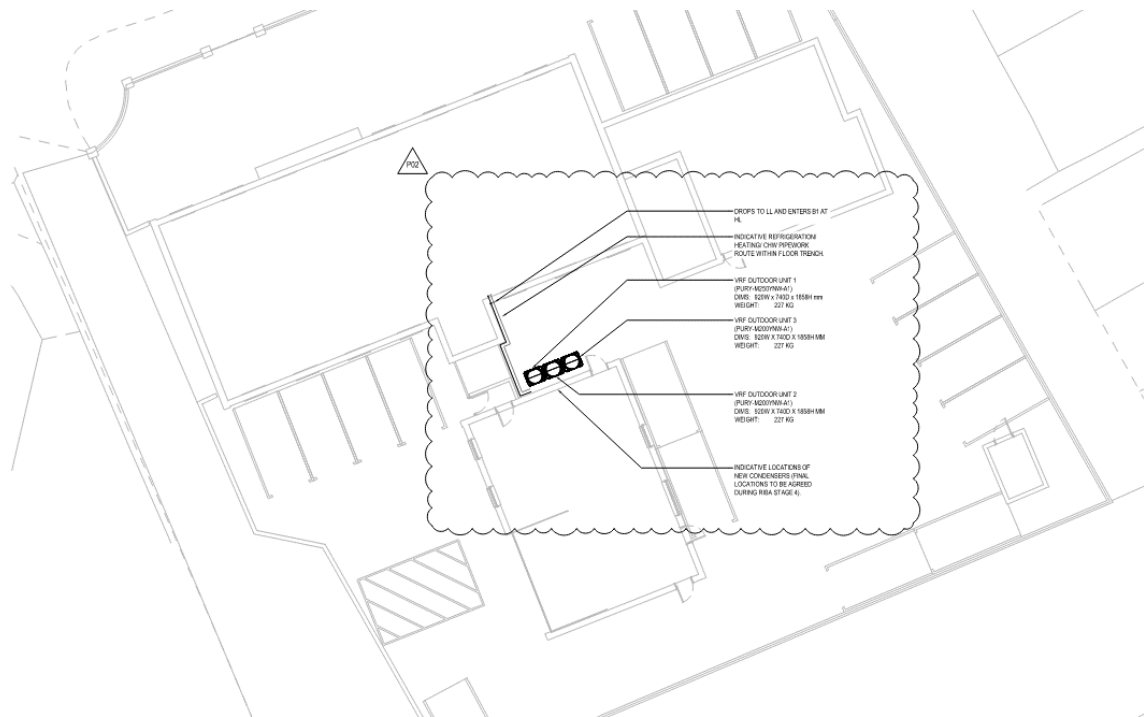 P02
DROPS TO LL AND ENTERS B1 AT
HL
INDICATIVE REFRIGERATION/
HEATING/ CHW PIPEWORK
ROUTE WITHIN FLOOR TRENCH.
VRF OUTDOOR UNIT 1
(PURY-M250YNW-A1)
DIMS: 920W x 740D x 1858H mm
WEIGHT: 227 KG
VRF OUTDOOR UNIT 3
(PURY-M200YNW-A1)
DIMS: 920W X 740D X 1858H MM
WEIGHT: 227 KG
VRF OUTDOOR UNIT 2
(PURY-M200YNW-A1)
DIMS: 920W X 740D X 1858H MM
WEIGHT: 227 KG
INDICATIVE LOCATIONS OF
NEW CONDENSERS (FINAL
LOCATIONS TO BE AGREED
DURING RIBA STAGE 4).